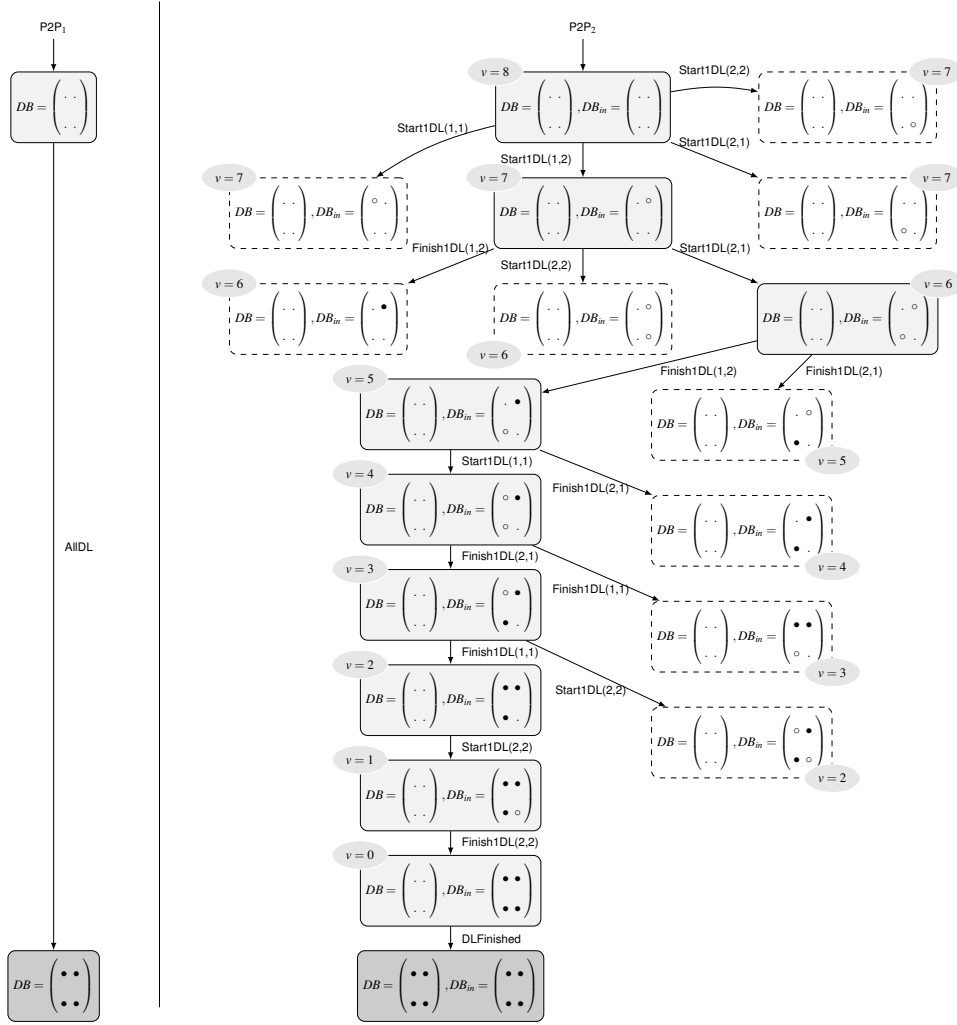 P2P₁
DB = ( . . / . . )
AllDL
DB = ( • • / • • )
P2P₂
v = 8
DB = ( . . / . . ) , DBin = ( . . / . . )
Start1DL(2,2)
v = 7
DB = ( . . / . . ) , DBin = ( . . / . ○ )
Start1DL(1,1)
Start1DL(1,2)
Start1DL(2,1)
v = 7
DB = ( . . / . . ) , DBin = ( ○ . / . . )
v = 7
DB = ( . . / . . ) , DBin = ( . ○ / . . )
v = 7
DB = ( . . / . . ) , DBin = ( . . / ○ . )
Finish1DL(1,2)
Start1DL(2,2)
Start1DL(2,1)
v = 6
DB = ( . . / . . ) , DBin = ( . • / . . )
DB = ( . . / . . ) , DBin = ( . ○ / . ○ )
v = 6
v = 6
DB = ( . . / . . ) , DBin = ( . ○ / ○ . )
Finish1DL(1,2)
Finish1DL(2,1)
v = 5
DB = ( . . / . . ) , DBin = ( . • / ○ . )
DB = ( . . / . . ) , DBin = ( . ○ / • . )
v = 5
Start1DL(1,1)
Finish1DL(2,1)
v = 4
DB = ( . . / . . ) , DBin = ( ○ • / ○ . )
DB = ( . . / . . ) , DBin = ( . • / • . )
v = 4
Finish1DL(2,1)
Finish1DL(1,1)
v = 3
DB = ( . . / . . ) , DBin = ( ○ • / • . )
DB = ( . . / . . ) , DBin = ( • • / ○ . )
v = 3
Finish1DL(1,1)
Start1DL(2,2)
v = 2
DB = ( . . / . . ) , DBin = ( • • / • . )
DB = ( . . / . . ) , DBin = ( ○ • / • ○ )
v = 2
Start1DL(2,2)
v = 1
DB = ( . . / . . ) , DBin = ( • • / • ○ )
Finish1DL(2,2)
v = 0
DB = ( . . / . . ) , DBin = ( • • / • • )
DLFinished
DB = ( • • / • • ) , DBin = ( • • / • • )